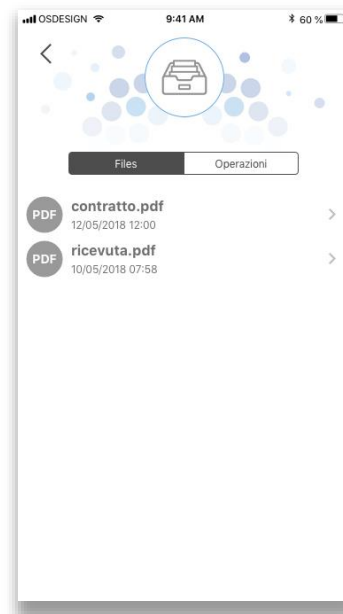 OSDESIGN 9:41 AM 60 %
Files Operazioni
PDF contratto.pdf
12/05/2018 12:00
PDF ricevuta.pdf
10/05/2018 07:58